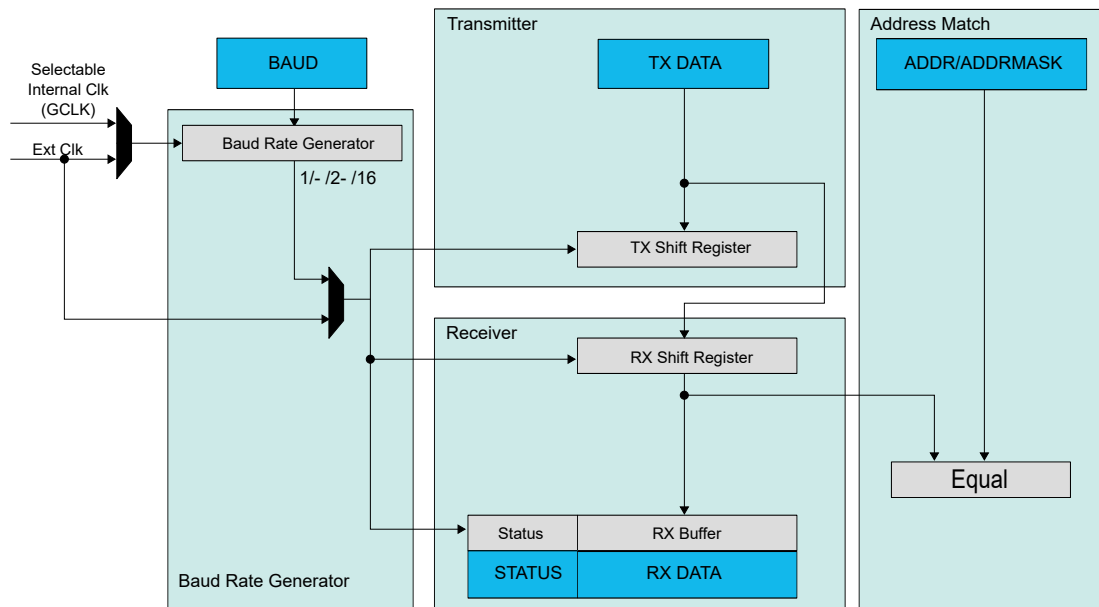 Transmitter
Address Match
BAUD
TX DATA
ADDR/ADDRMASK
Selectable
Internal Clk
(GCLK)
Ext Clk
Baud Rate Generator
1/- /2- /16
TX Shift Register
Receiver
RX Shift Register
Equal
Status
RX Buffer
STATUS
RX DATA
Baud Rate Generator